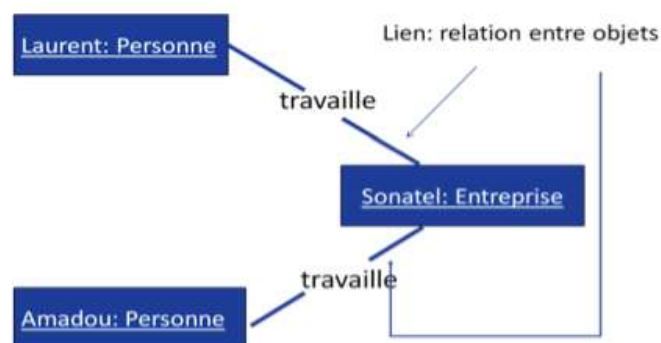 Laurent: Personne
Lien: relation entre objets
travaille
Sonatel: Entreprise
travaille
Amadou: Personne